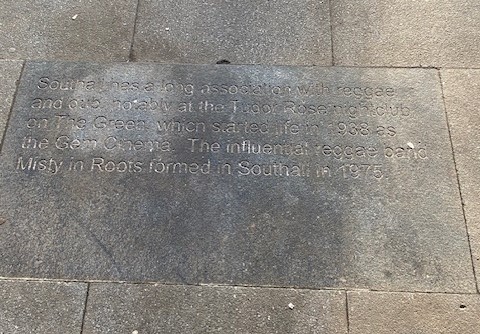 Southall has a long association with reggae
and dub, notably at the Tudor Rose nightclub
on The Green, which started life in 1938 as
the Gem Cinema. The influential reggae band
Misty in Roots formed in Southall in 1975.